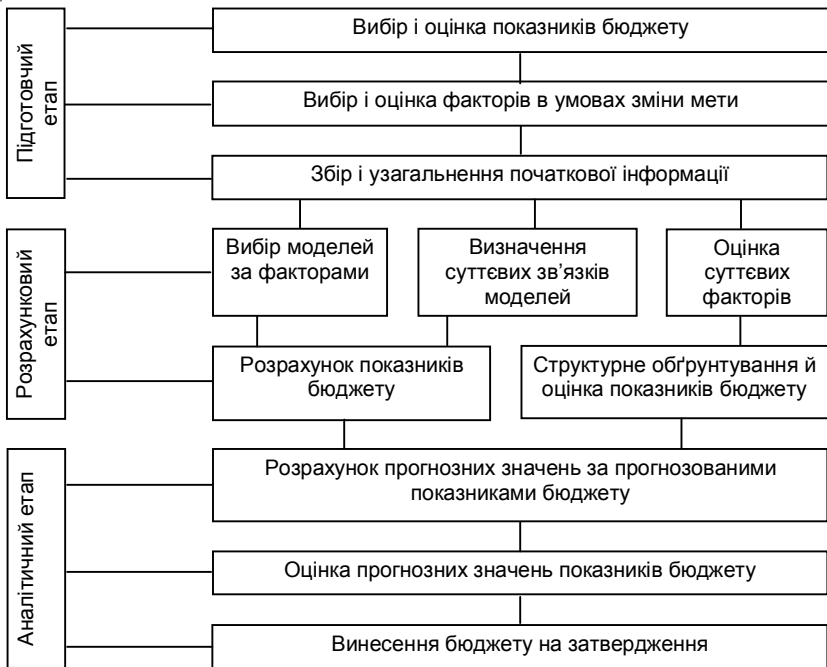 Підготовчий
етап
Вибір і оцінка показників бюджету
Вибір і оцінка факторів в умовах зміни мети
Збір і узагальнення початкової інформації
Розрахунковий
етап
Вибір моделей
за факторами
Визначення
суттєвих зв’язків
моделей
Оцінка
суттєвих
факторів
Розрахунок показників
бюджету
Структурне обґрунтування й
оцінка показників бюджету
Аналітичний етап
Розрахунок прогнозних значень за прогнозованими
показниками бюджету
Оцінка прогнозних значень показників бюджету
Винесення бюджету на затвердження